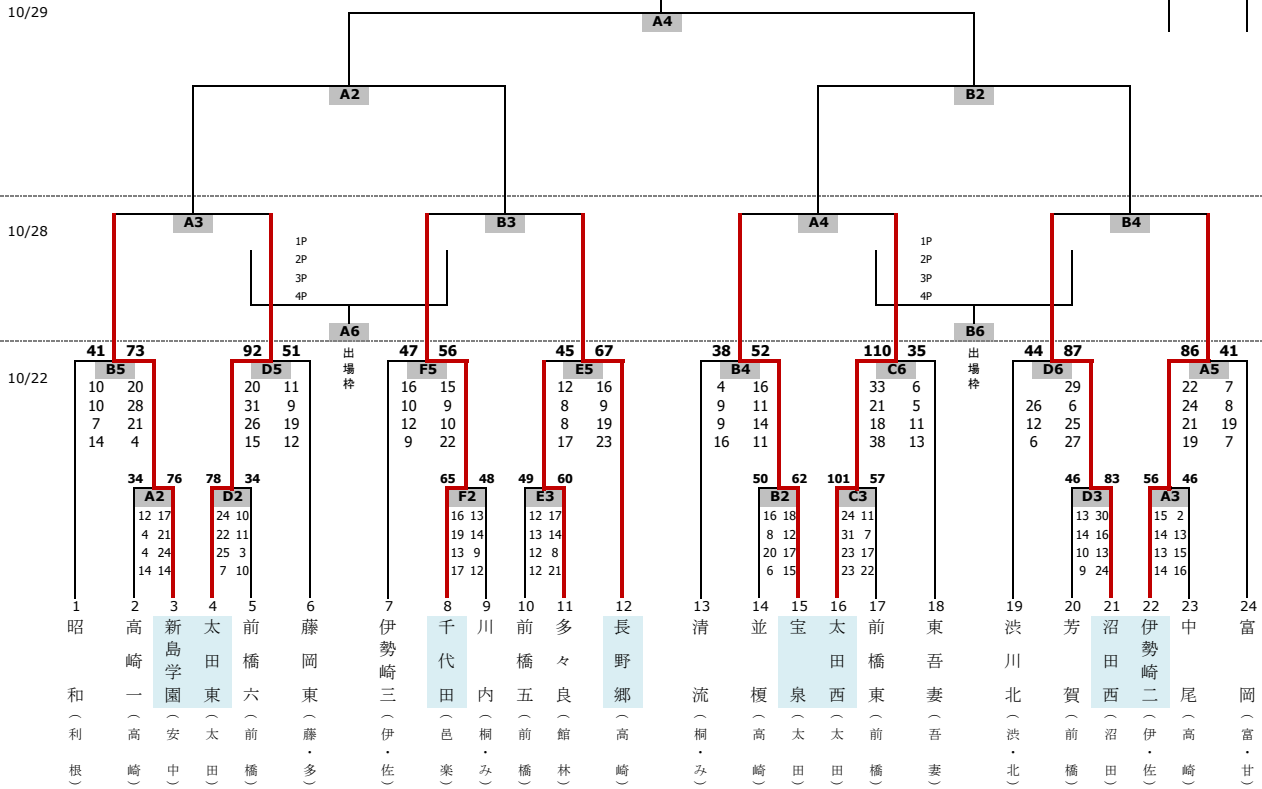 10/29
A4
A2 B2
A3 B3 A4 B4
10/28
1P 1P
2P 2P
3P 3P
4P 4P
A6 B6
41 73 92 51 出場枠 47 56 45 67 38 52 110 35 出場枠 44 87 86 41
B5 D5 F5 E5 B4 C6 D6 A5
10/22
10 20 20 11 16 15 12 16 4 16 33 6 29 22 7
10 28 31 9 10 9 8 9 9 11 21 5 26 6 24 8
7 21 26 19 12 10 8 19 9 14 18 11 12 25 21 19
14 4 15 12 9 22 17 23 16 11 38 13 6 27 19 7
34 76 78 34 65 48 49 60 50 62 101 57 46 83 56 46
A2 D2 F2 E3 B2 C3 D3 A3
12 17 24 10 16 13 12 17 16 18 24 11 13 30 15 2
4 21 22 11 19 14 13 14 8 12 31 7 14 16 14 13
4 24 25 3 13 9 12 8 20 17 23 17 10 13 13 15
14 14 7 10 17 12 12 21 6 15 23 22 9 24 14 16
1 2 3 4 5 6 7 8 9 10 11 12 13 14 15 16 17 18 19 20 21 22 23 24
昭和（利根）
高崎一（高崎）
新島学園（安中）
太田東（太田）
前橋六（前橋）
藤岡東（藤・多）
伊勢崎三（伊・佐）
千代田（邑楽）
川内（桐・み）
前橋五（前橋）
多々良（館林）
長野郷（高崎）
清流（桐・み）
並榎（高崎）
宝泉（太田）
太田西（太田）
前橋東（前橋）
東吾妻（吾妻）
渋川北（渋・北）
芳賀（前橋）
沼田西（沼田）
伊勢崎二（伊・佐）
中尾（高崎）
富岡（富・甘）